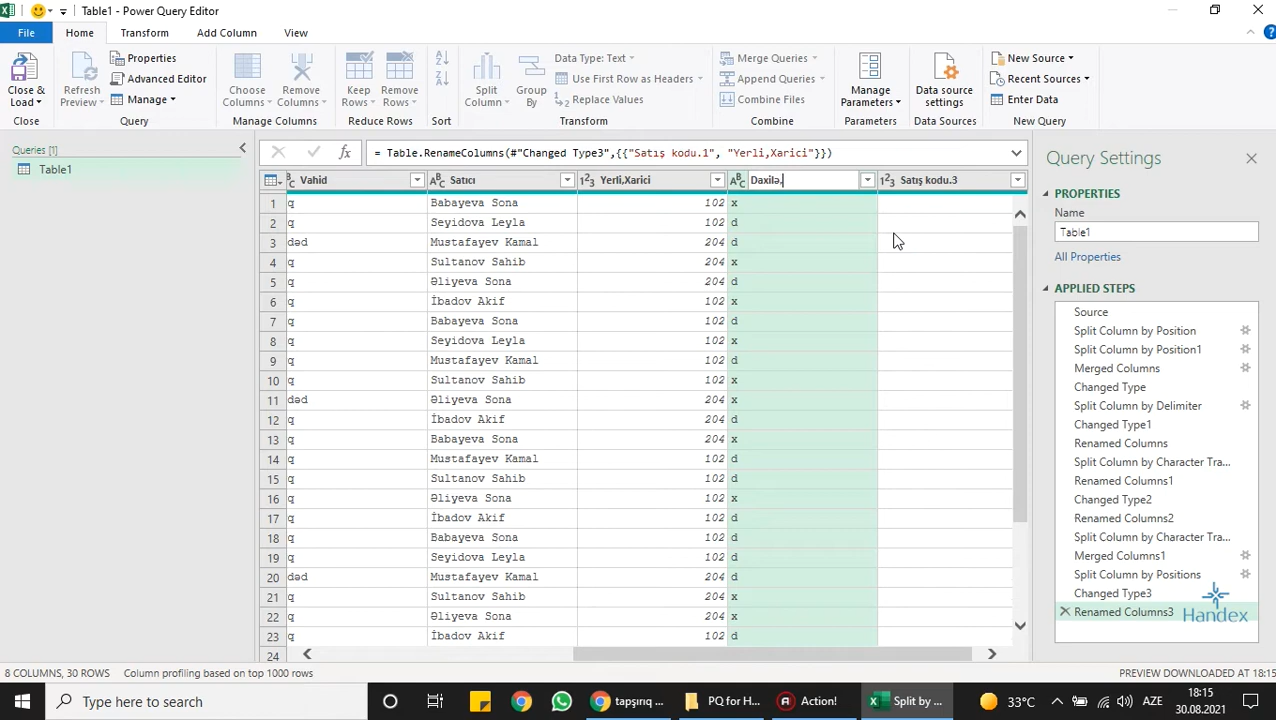 Table1 - Power Query Editor
File Home Transform Add Column View
Close & Load
Close
Refresh Preview
Properties
Advanced Editor
Manage
Query
Choose Columns
Remove Columns
Manage Columns
Keep Rows
Remove Rows
Reduce Rows
Sort
Split Column
Group By
Data Type: Text
Use First Row as Headers
Replace Values
Transform
Merge Queries
Append Queries
Combine Files
Combine
Manage Parameters
Parameters
Data source settings
Data Sources
New Source
Recent Sources
Enter Data
New Query
Queries [1]
Table1
= Table.RenameColumns(#"Changed Type3",{{"Satış kodu.1", "Yerli,Xarici"}})
Vahid Satıcı Yerli,Xarici Daxilə, Satış kodu.3
1 q Babayeva Sona 102 x
2 q Seyidova Leyla 102 d
3 dəd Mustafayev Kamal 204 d
4 q Sultanov Sahib 204 x
5 q Əliyeva Sona 204 d
6 q İbadov Akif 102 x
7 q Babayeva Sona 102 d
8 q Seyidova Leyla 102 x
9 q Mustafayev Kamal 102 d
10 q Sultanov Sahib 102 x
11 dəd Əliyeva Sona 204 x
12 q İbadov Akif 204 d
13 q Babayeva Sona 204 x
14 q Mustafayev Kamal 102 d
15 q Sultanov Sahib 102 d
16 q Əliyeva Sona 102 x
17 q İbadov Akif 102 d
18 q Babayeva Sona 102 d
19 q Seyidova Leyla 102 d
20 dəd Mustafayev Kamal 204 d
21 q Sultanov Sahib 204 x
22 q Əliyeva Sona 204 x
23 q İbadov Akif 102 d
24
Query Settings
PROPERTIES
Name
Table1
All Properties
APPLIED STEPS
Source
Split Column by Position
Split Column by Position1
Merged Columns
Changed Type
Split Column by Delimiter
Changed Type1
Renamed Columns
Split Column by Character Tra...
Renamed Columns1
Changed Type2
Renamed Columns2
Split Column by Character Tra...
Merged Columns1
Split Column by Positions
Changed Type3
Renamed Columns3
Handex
8 COLUMNS, 30 ROWS Column profiling based on top 1000 rows PREVIEW DOWNLOADED AT 18:15
Type here to search
tapşırıq ...
PQ for H...
Action!
Split by ...
33°C
AZE
18:15
30.08.2021